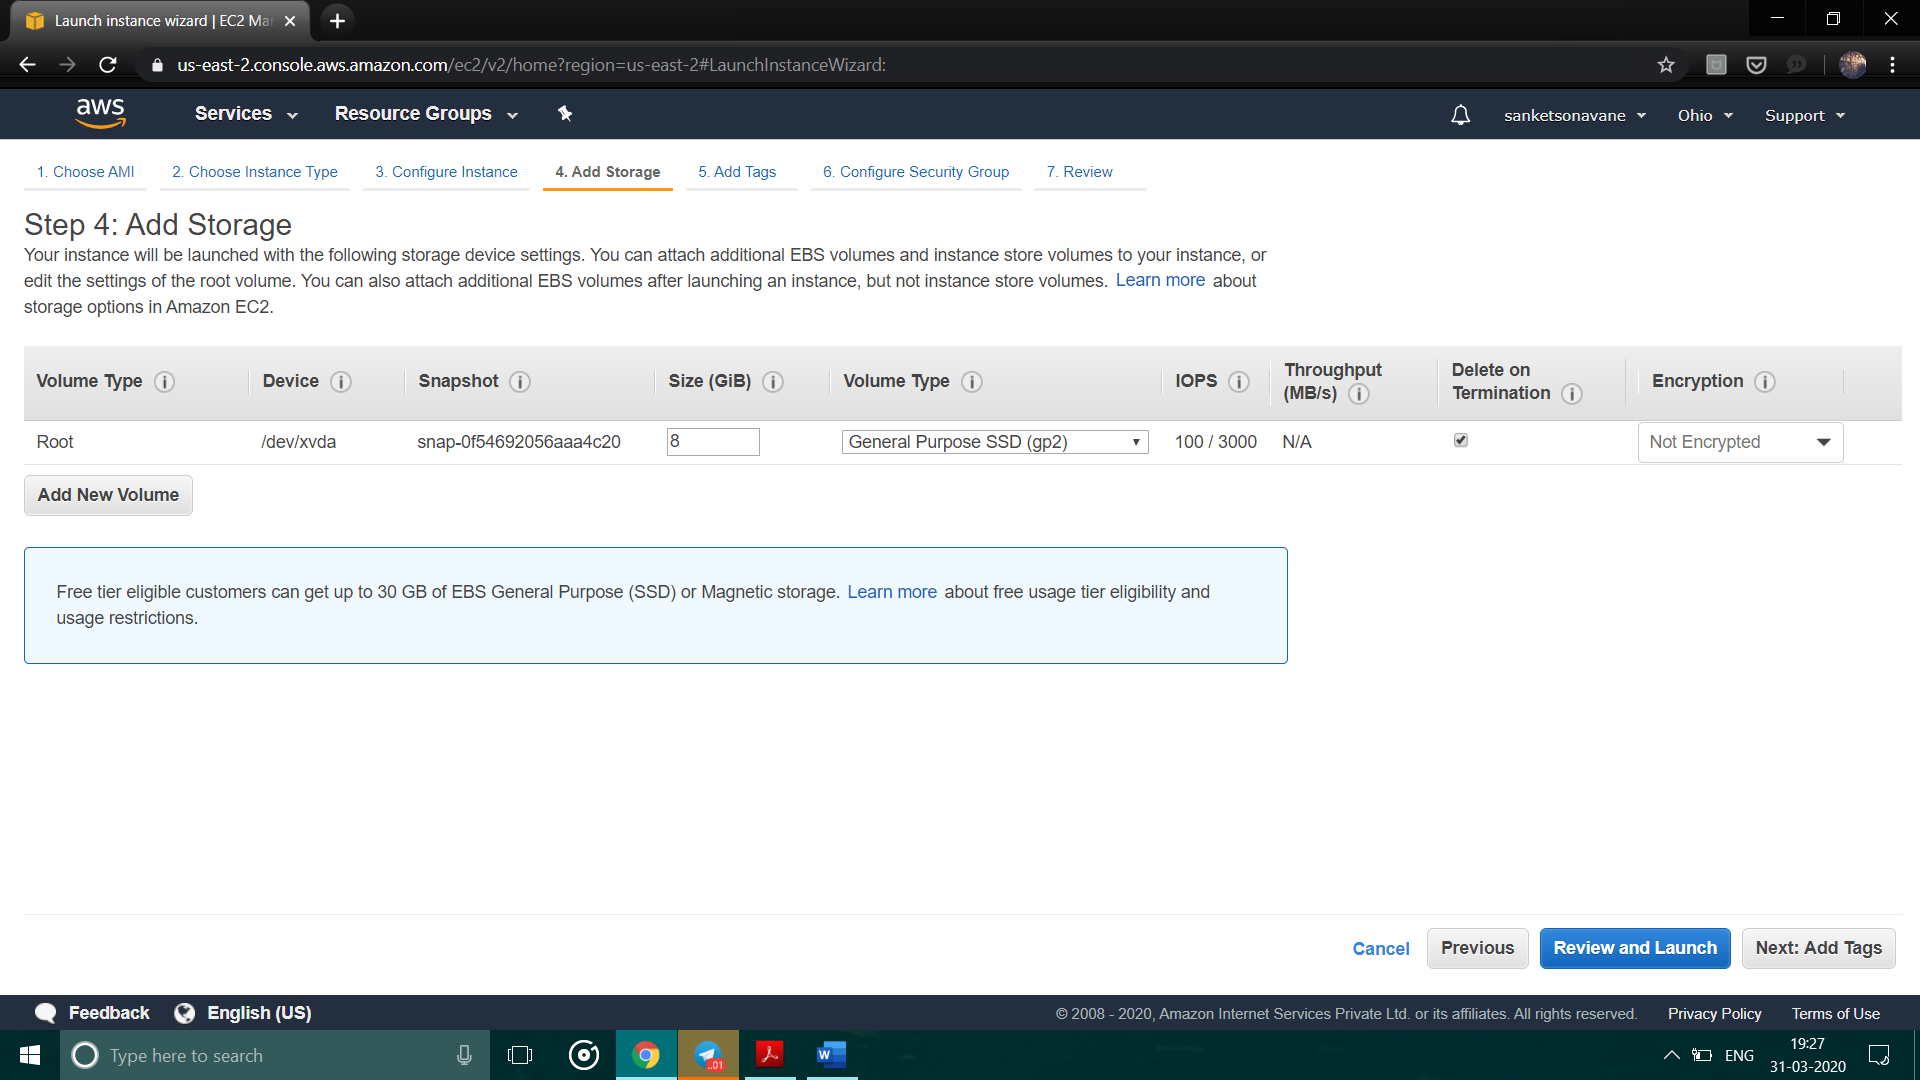 Launch instance wizard | EC2 Mar
us-east-2.console.aws.amazon.com/ec2/v2/home?region=us-east-2#LaunchInstanceWizard:
aws
Services
Resource Groups
sanketsonavane
Ohio
Support
1. Choose AMI
2. Choose Instance Type
3. Configure Instance
4. Add Storage
5. Add Tags
6. Configure Security Group
7. Review
Step 4: Add Storage
Your instance will be launched with the following storage device settings. You can attach additional EBS volumes and instance store volumes to your instance, or
edit the settings of the root volume. You can also attach additional EBS volumes after launching an instance, but not instance store volumes. Learn more about
storage options in Amazon EC2.
Volume Type
Device
Snapshot
Size (GiB)
Volume Type
IOPS
Throughput
(MB/s)
Delete on
Termination
Encryption
Root
/dev/xvda
snap-0f54692056aaa4c20
8
General Purpose SSD (gp2)
100 / 3000
N/A
Not Encrypted
Add New Volume
Free tier eligible customers can get up to 30 GB of EBS General Purpose (SSD) or Magnetic storage. Learn more about free usage tier eligibility and
usage restrictions.
Cancel
Previous
Review and Launch
Next: Add Tags
Feedback
English (US)
© 2008 - 2020, Amazon Internet Services Private Ltd. or its affiliates. All rights reserved.
Privacy Policy
Terms of Use
Type here to search
..01
W
ENG
19:27
31-03-2020